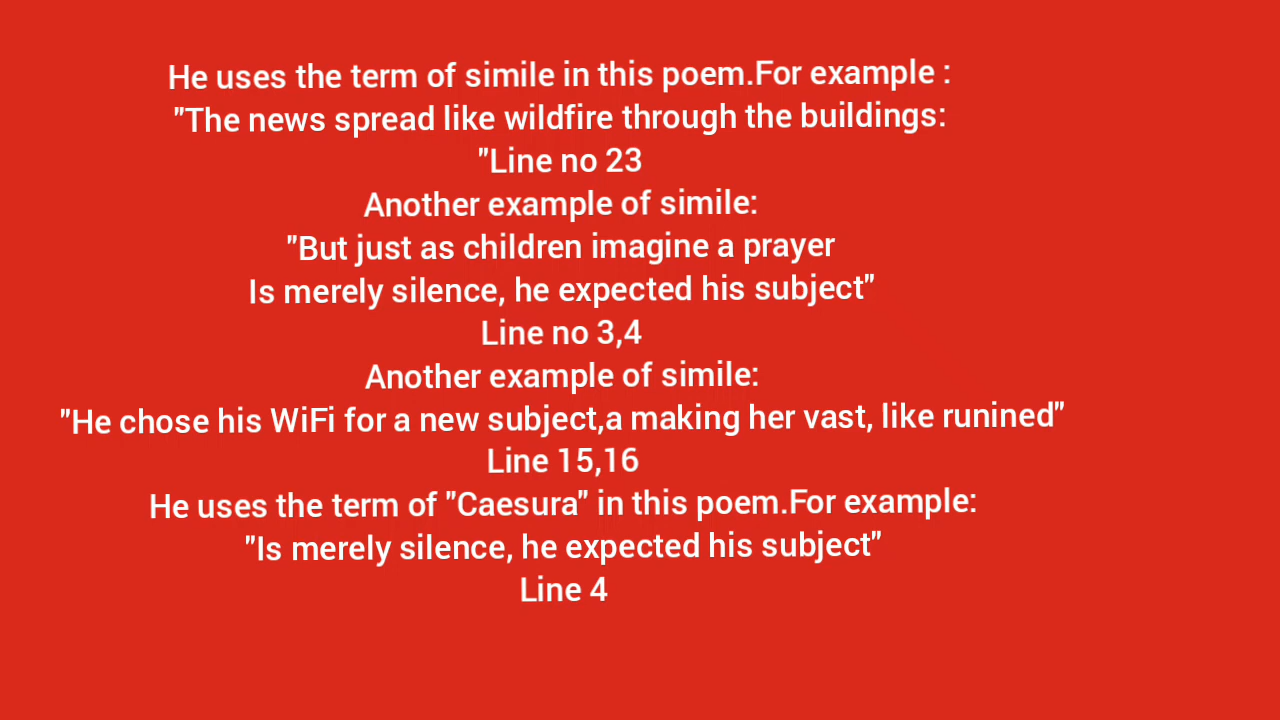 He uses the term of simile in this poem.For example :
"The news spread like wildfire through the buildings:
"Line no 23
Another example of simile:
"But just as children imagine a prayer
Is merely silence, he expected his subject"
Line no 3,4
Another example of simile:
"He chose his WiFi for a new subject,a making her vast, like runined"
Line 15,16
He uses the term of "Caesura" in this poem.For example:
"Is merely silence, he expected his subject"
Line 4